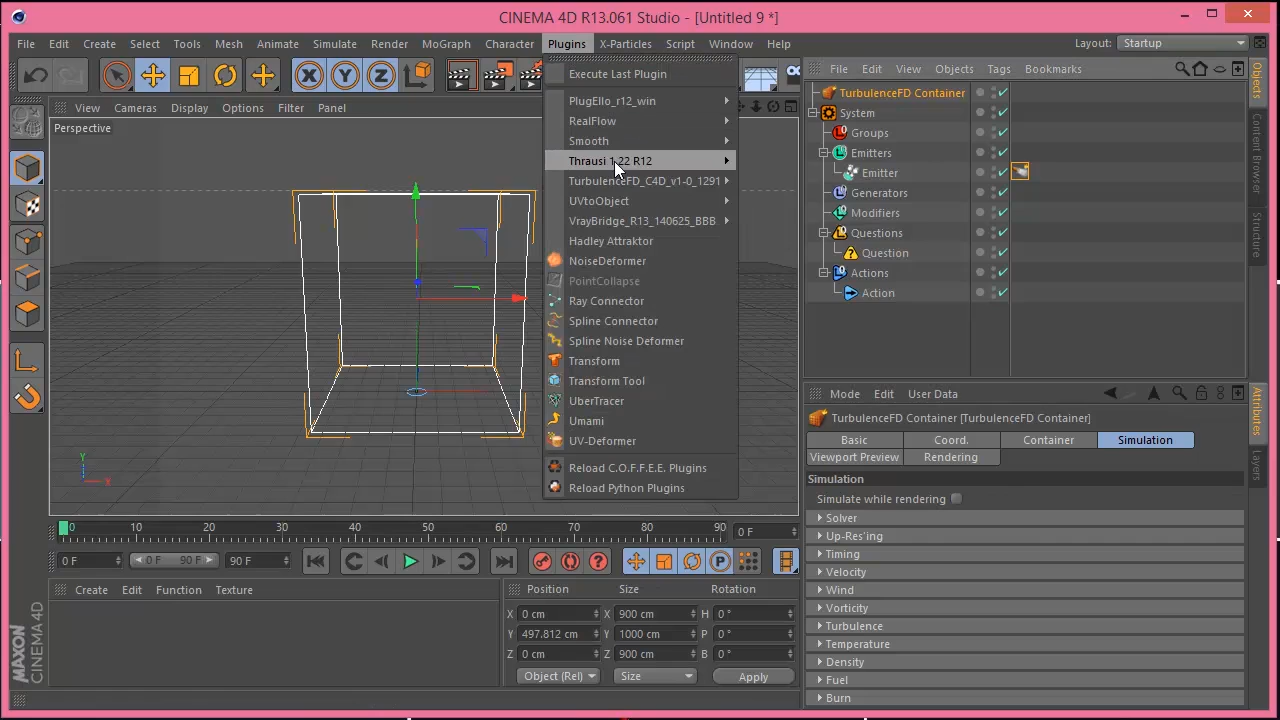 CINEMA 4D R13.061 Studio - [Untitled 9 *]
File Edit Create Select Tools Mesh Animate Simulate Render MoGraph Character Plugins X-Particles Script Window Help
Layout: Startup
X Y Z
File Edit View Objects Tags Bookmarks
View Cameras Display Options Filter Panel
Perspective
Execute Last Plugin
PlugEllo_r12_win
RealFlow
Smooth
Thrausi 1.22 R12
TurbulenceFD_C4D_v1-0_1291
UVtoObject
VrayBridge_R13_140625_BBB
Hadley Attraktor
NoiseDeformer
PointCollapse
Ray Connector
Spline Connector
Spline Noise Deformer
Transform
Transform Tool
UberTracer
Umami
UV-Deformer
Reload C.O.F.F.E.E. Plugins
Reload Python Plugins
TurbulenceFD Container
System
Groups
Emitters
Emitter
Generators
Modifiers
Questions
Question
Actions
Action
Objects
Content Browser
Structure
Attributes
Layers
Mode Edit User Data
TurbulenceFD Container [TurbulenceFD Container]
Basic Coord. Container Simulation
Viewport Preview Rendering
Simulation
Simulate while rendering
Solver
Up-Res'ing
Timing
Velocity
Wind
Vorticity
Turbulence
Temperature
Density
Fuel
Burn
Y
X
0 10 20 30 40 50 60 70 80 90 0 F
0 F 0 F 90 F 90 F
P
Create Edit Function Texture
Position Size Rotation
X 0 cm X 900 cm H 0 °
Y 497.812 cm Y 1000 cm P 0 °
Z 0 cm Z 900 cm B 0 °
Object (Rel) Size Apply
MAXON
CINEMA 4D